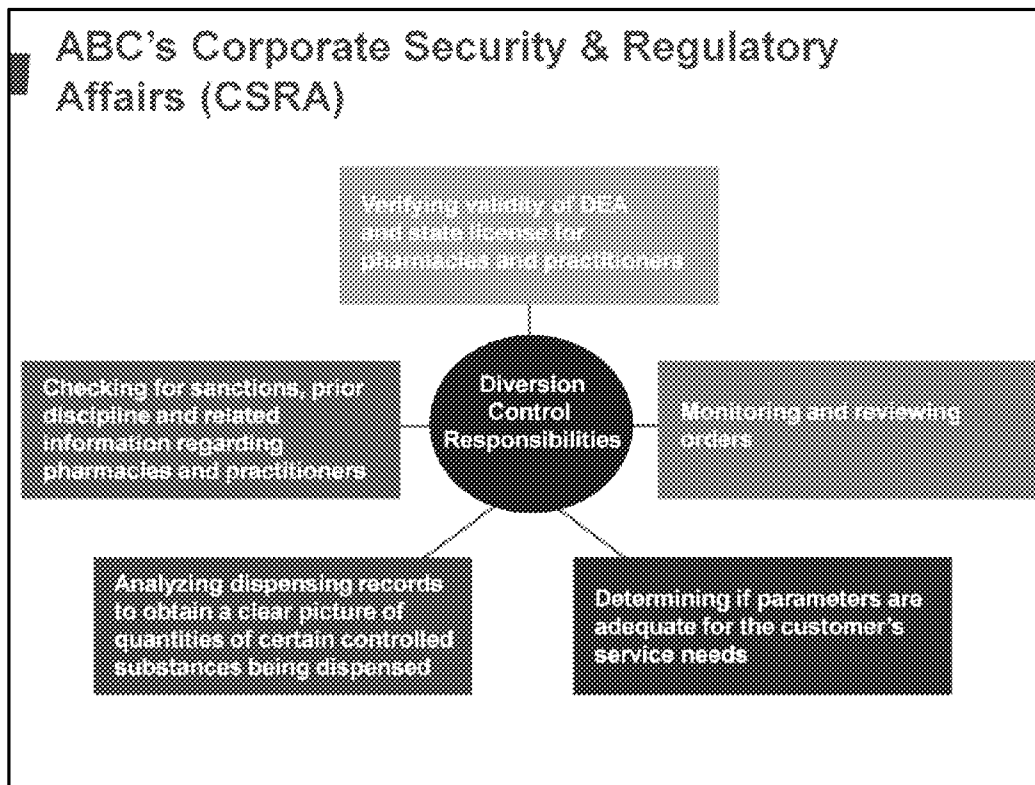 ABC's Corporate Security & Regulatory
Affairs (CSRA)
Verifying validity of DEA
and state license for
pharmacies and practitioners
Checking for sanctions, prior
discipline and related
information regarding
pharmacies and practitioners
Diversion
Control
Responsibilities
Monitoring and reviewing
orders
Analyzing dispensing records
to obtain a clear picture of
quantities of certain controlled
substances being dispensed
Determining if parameters are
adequate for the customer's
service needs